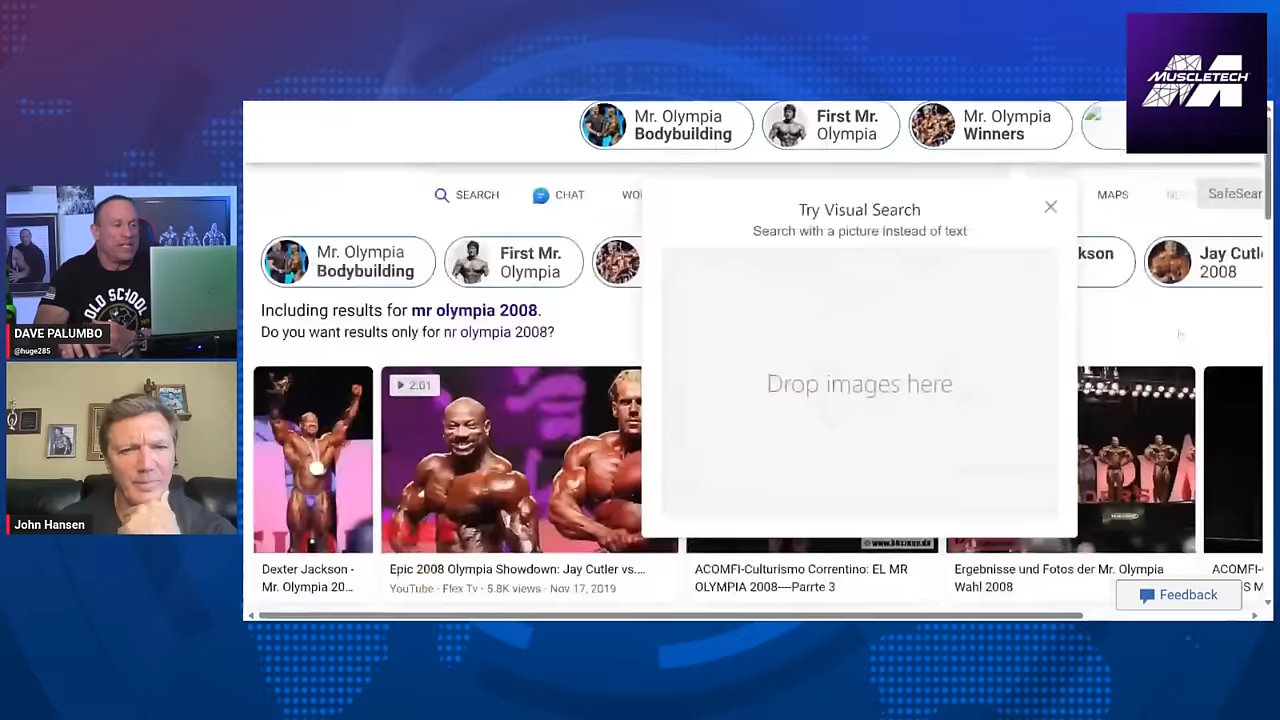 MUSCLETECH
Mr. Olympia
Bodybuilding
First Mr.
Olympia
Mr. Olympia
Winners
SEARCH
CHAT
MAPS
SafeSear
Try Visual Search
Search with a picture instead of text
Drop images here
Mr. Olympia
Bodybuilding
First Mr.
Olympia
kson
Jay Cutl
2008
Including results for mr olympia 2008.
Do you want results only for nr olympia 2008?
2:01
OLD SCHOOL
DAVE PALUMBO
@huge285
John Hansen
Dexter Jackson -
Mr. Olympia 20...
Epic 2008 Olympia Showdown: Jay Cutler vs....
YouTube · Flex Tv · 5.8K views · Nov 17, 2019
ACOMFI-Culturismo Correntino: EL MR
OLYMPIA 2008----Parrte 3
Ergebnisse und Fotos der Mr. Olympia
Wahl 2008
ACOMFI-
Feedback